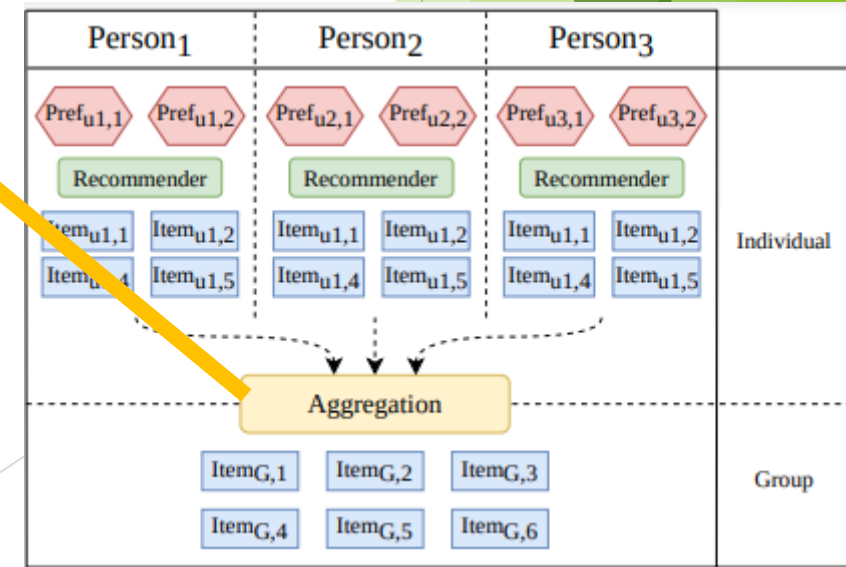 Person1 Person2 Person3
Prefu1,1 Prefu1,2 Prefu2,1 Prefu2,2 Prefu3,1 Prefu3,2
Recommender Recommender Recommender
Itemu1,1 Itemu1,2 Itemu1,1 Itemu1,2 Itemu1,1 Itemu1,2
Individual
Itemu1,4 Itemu1,5 Itemu1,4 Itemu1,5 Itemu1,4 Itemu1,5
Aggregation
ItemG,1 ItemG,2 ItemG,3
Group
ItemG,4 ItemG,5 ItemG,6